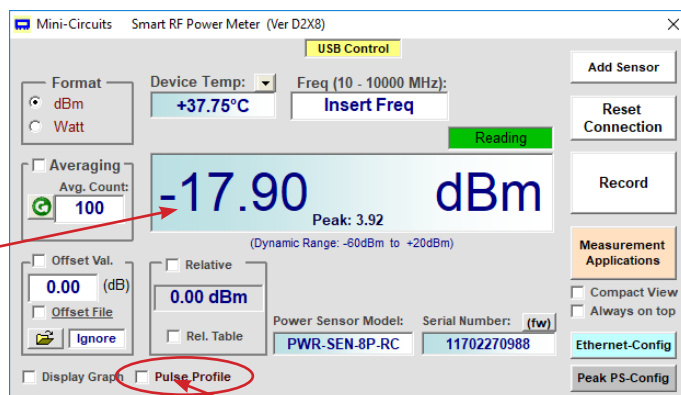 Mini-Circuits Smart RF Power Meter (Ver D2X8)
USB Control
Format
dBm
Watt
Device Temp:
+37.75°C
Freq (10 - 10000 MHz):
Insert Freq
Add Sensor
Reset
Connection
Reading
Averaging
Avg. Count:
100
-17.90 dBm
Peak: 3.92
(Dynamic Range: -60dBm to +20dBm)
Record
Offset Val.
0.00 (dB)
Offset File
Ignore
Relative
0.00 dBm
Rel. Table
Power Sensor Model:
PWR-SEN-8P-RC
Serial Number: (fw)
11702270988
Measurement
Applications
Compact View
Always on top
Ethernet-Config
Display Graph
Pulse Profile
Peak PS-Config